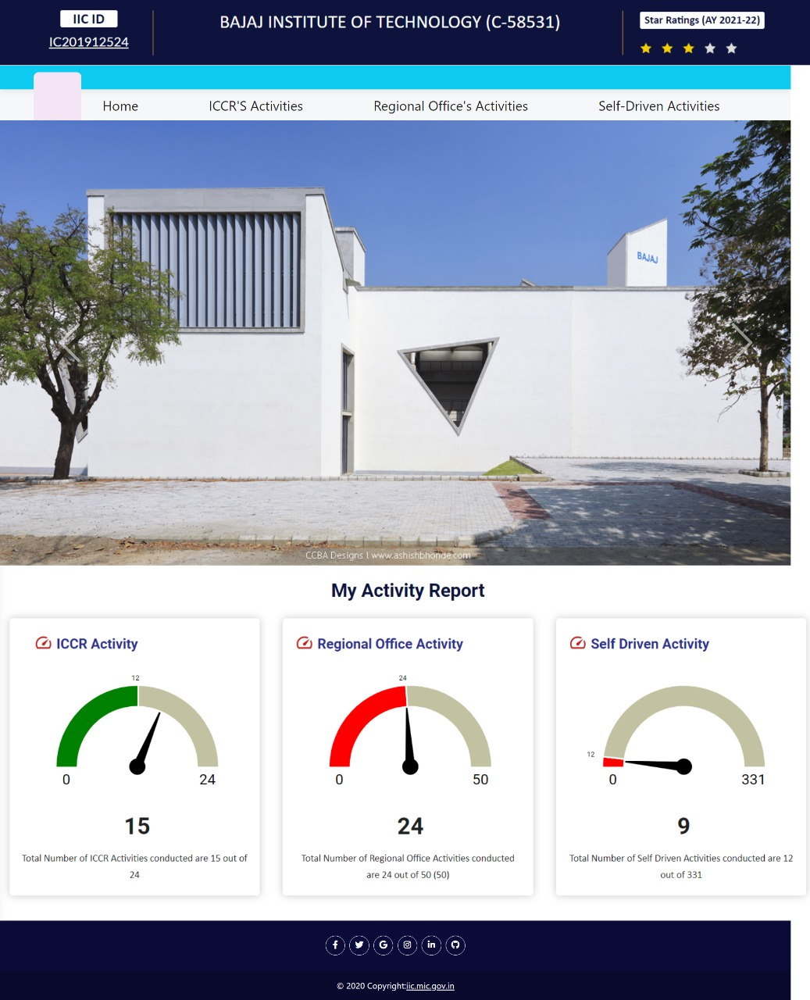 IIC ID
IC201912524
BAJAJ INSTITUTE OF TECHNOLOGY (C-58531)
Star Ratings (AY 2021-22)
Home
ICCR'S Activities
Regional Office's Activities
Self-Driven Activities
BAJAJ
CCBA Designs l www.ashishbhonde.com
My Activity Report
ICCR Activity
12
0
24
15
Total Number of ICCR Activities conducted are 15 out of
24
Regional Office Activity
24
0
50
24
Total Number of Regional Office Activities conducted
are 24 out of 50 (50)
Self Driven Activity
12
0
331
9
Total Number of Self Driven Activities conducted are 12
out of 331
© 2020 Copyright:iic.mic.gov.in